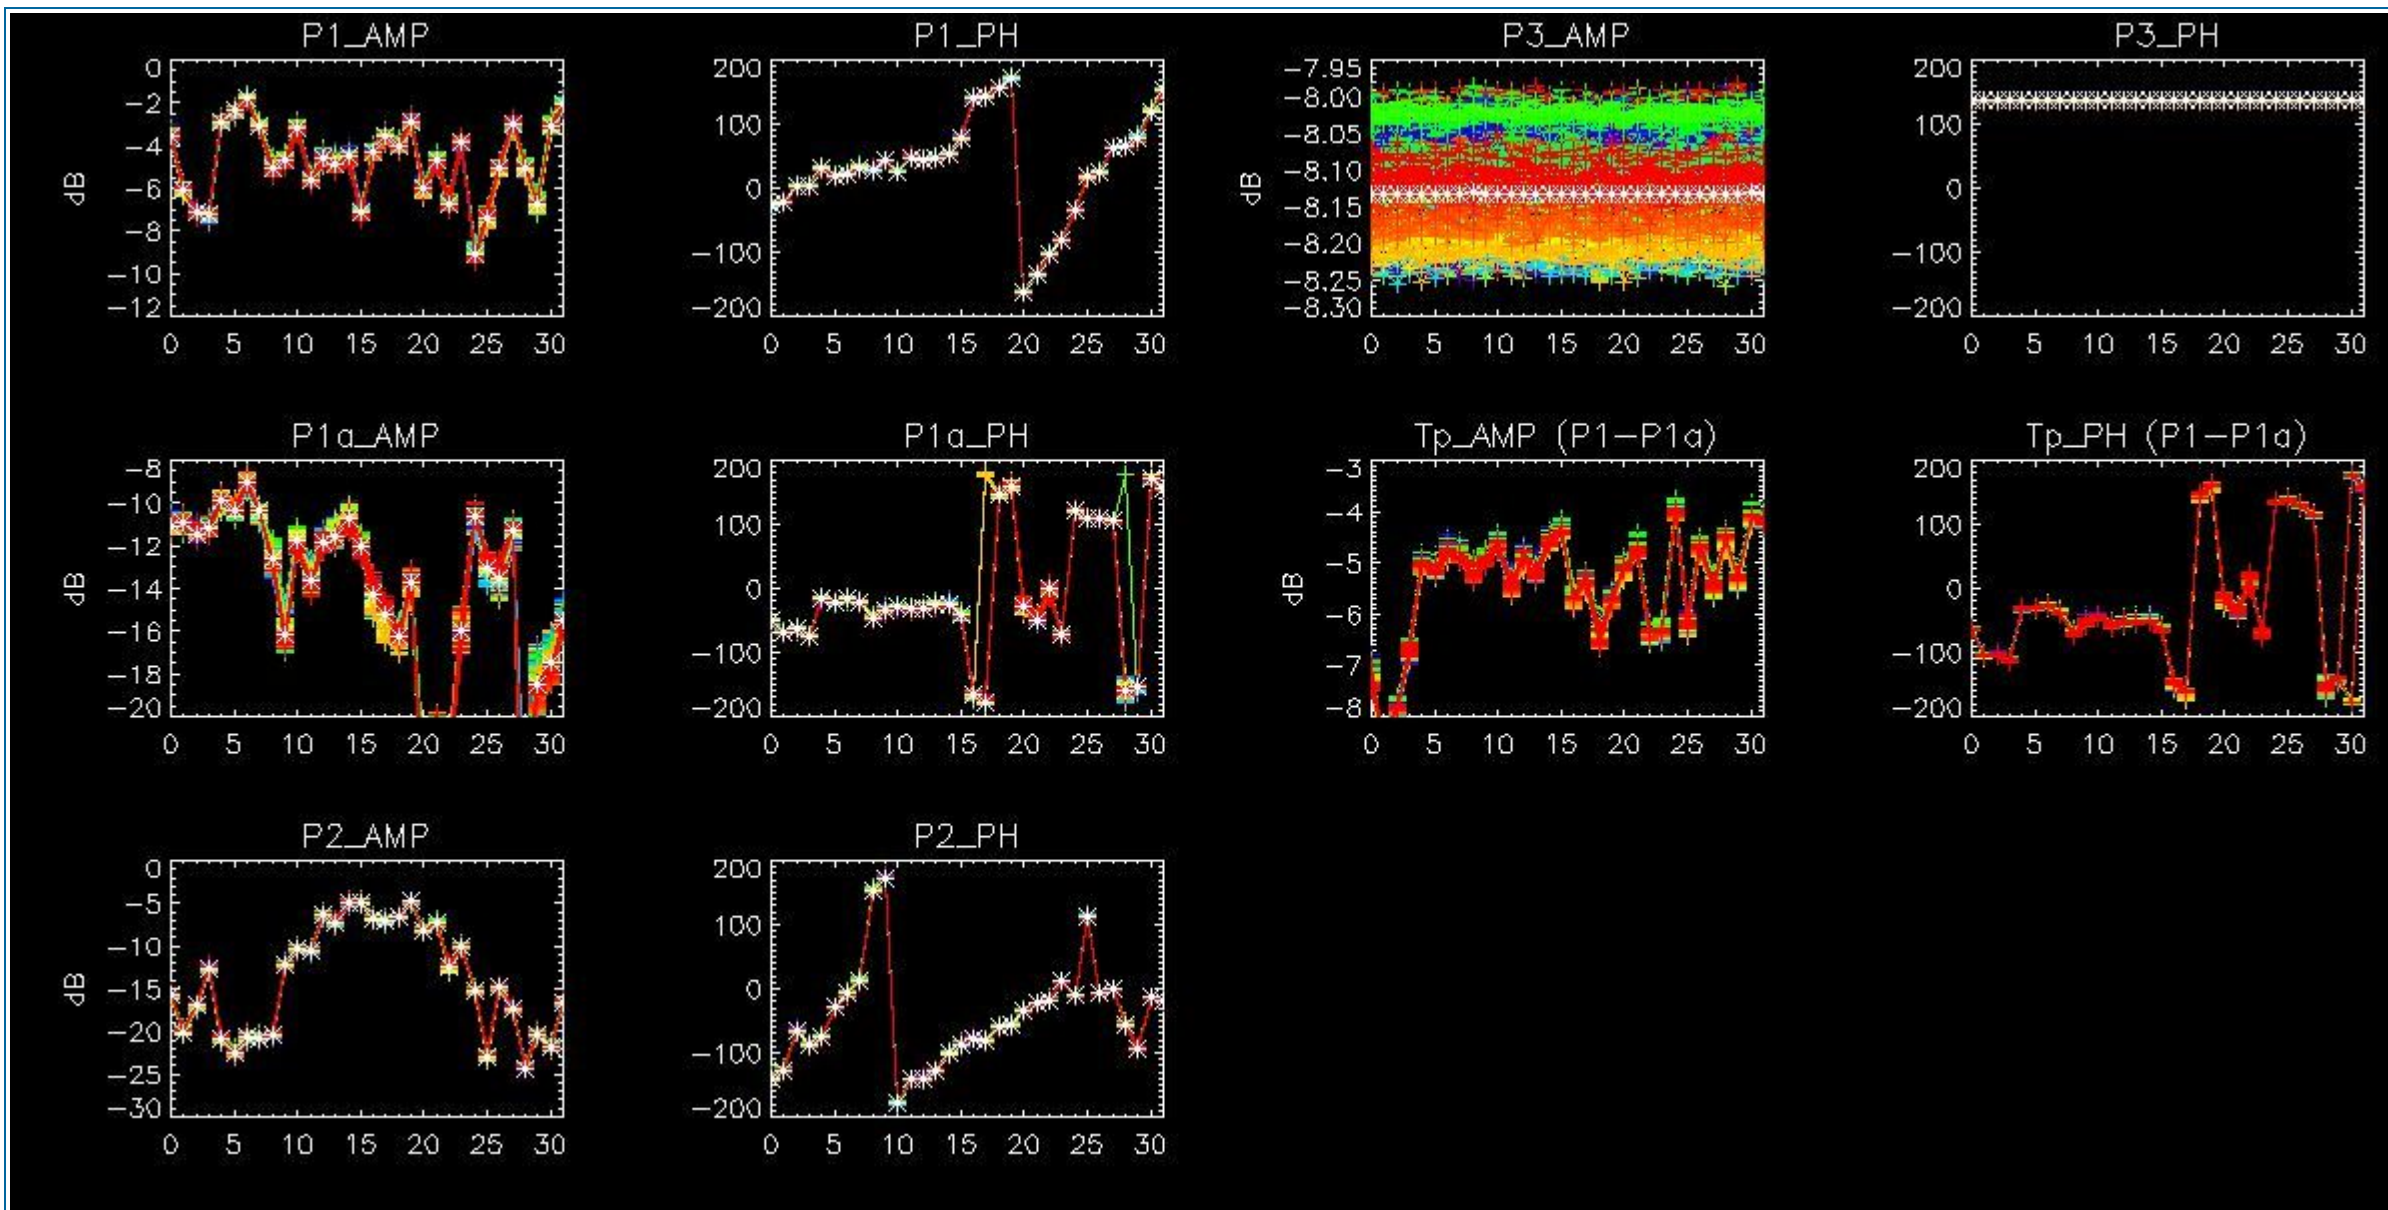 P1_AMP
0
−2
−4
−6
−8
−10
−12
dB
0 5 10 15 20 25 30
P1_PH
200
100
0
−100
−200
0 5 10 15 20 25 30
P3_AMP
−7.95
−8.00
−8.05
−8.10
−8.15
−8.20
−8.25
−8.30
dB
0 5 10 15 20 25 30
P3_PH
200
100
0
−100
−200
0 5 10 15 20 25 30
P1a_AMP
−8
−10
−12
−14
−16
−18
−20
dB
0 5 10 15 20 25 30
P1a_PH
200
100
0
−100
−200
0 5 10 15 20 25 30
Tp_AMP (P1−P1a)
−3
−4
−5
−6
−7
−8
dB
0 5 10 15 20 25 30
Tp_PH (P1−P1a)
200
100
0
−100
−200
0 5 10 15 20 25 30
P2_AMP
0
−5
−10
−15
−20
−25
−30
dB
0 5 10 15 20 25 30
P2_PH
200
100
0
−100
−200
0 5 10 15 20 25 30